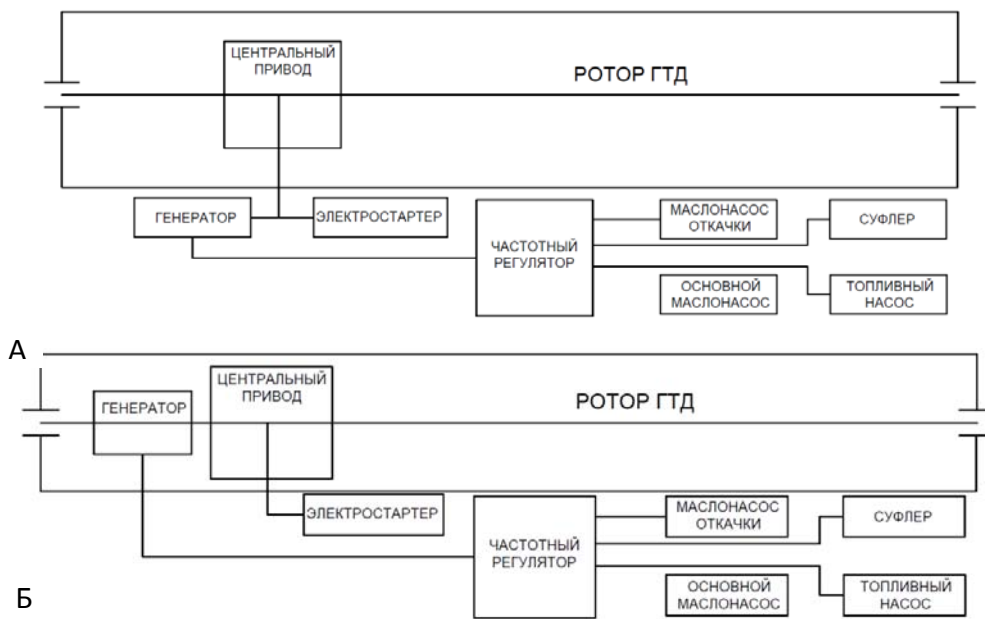 ЦЕНТРАЛЬНЫЙ
ПРИВОД
РОТОР ГТД
ГЕНЕРАТОР
ЭЛЕКТРОСТАРТЕР
ЧАСТОТНЫЙ
РЕГУЛЯТОР
МАСЛОНАСОС
ОТКАЧКИ
СУФЛЕР
ОСНОВНОЙ
МАСЛОНАСОС
ТОПЛИВНЫЙ
НАСОС
А
ГЕНЕРАТОР
ЦЕНТРАЛЬНЫЙ
ПРИВОД
РОТОР ГТД
ЭЛЕКТРОСТАРТЕР
ЧАСТОТНЫЙ
РЕГУЛЯТОР
МАСЛОНАСОС
ОТКАЧКИ
СУФЛЕР
ОСНОВНОЙ
МАСЛОНАСОС
ТОПЛИВНЫЙ
НАСОС
Б